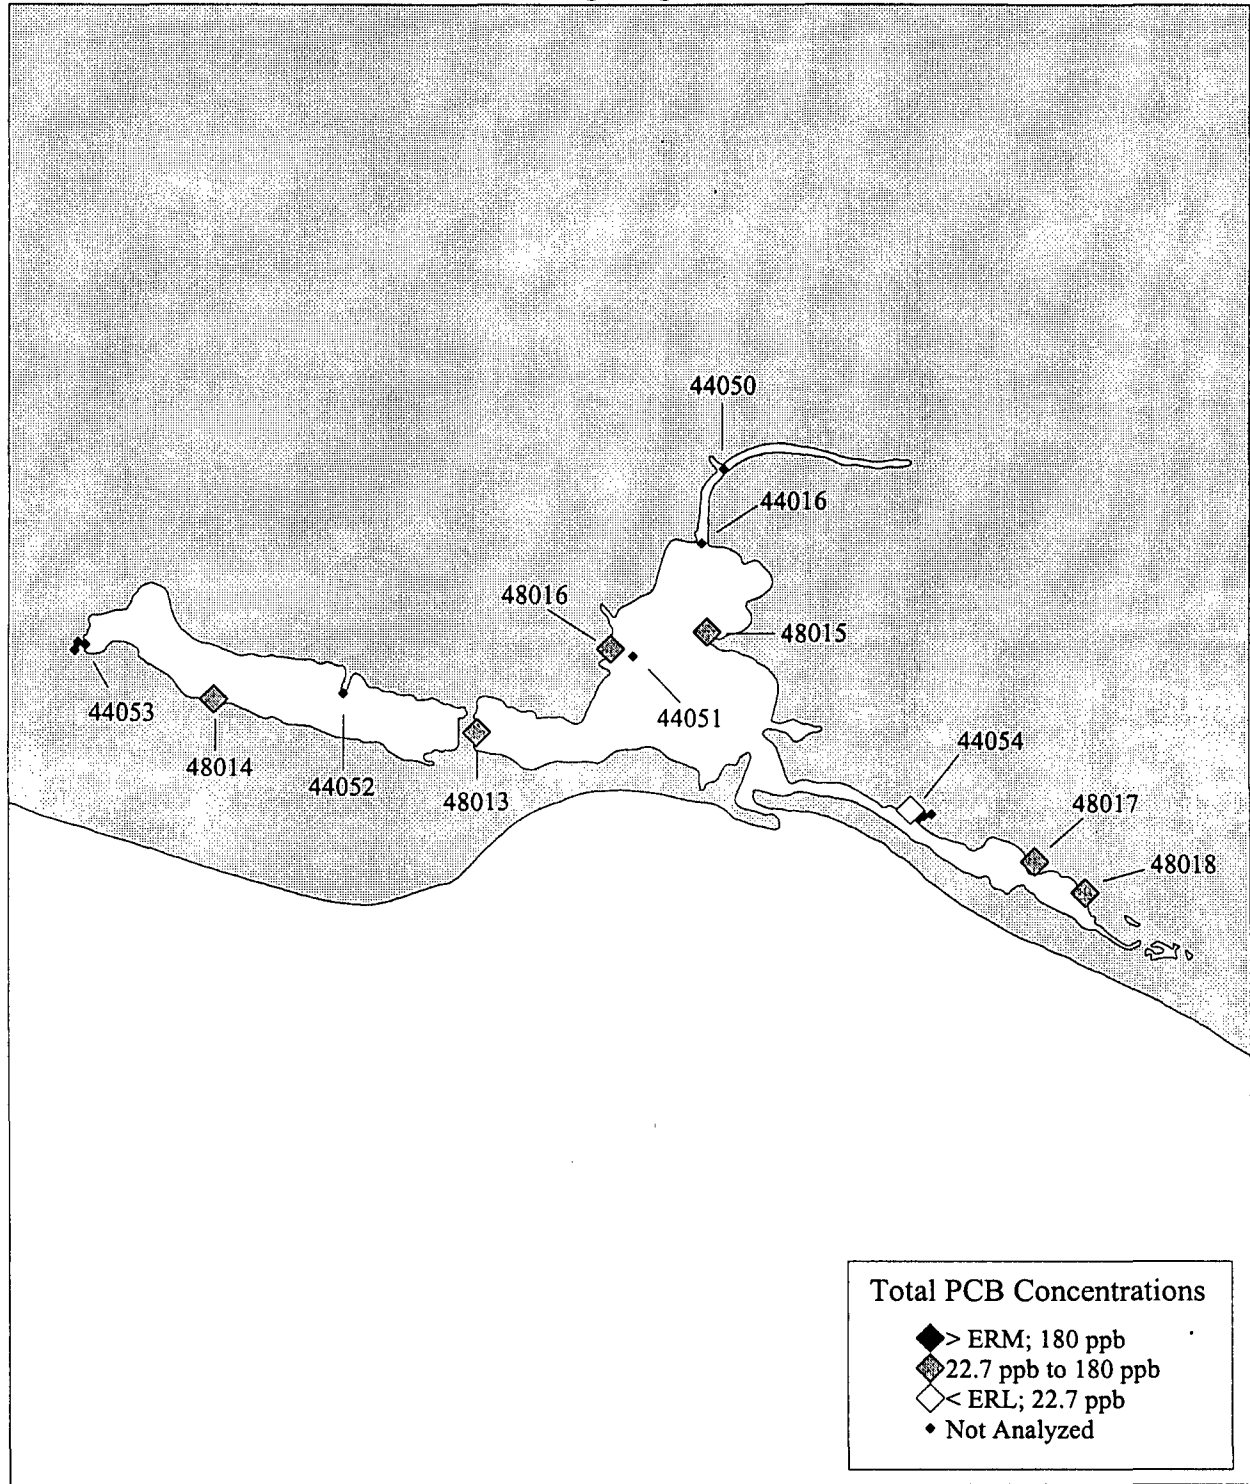 44050
44016
48016
48015
44053
44051
48014
44052
48013
44054
48017
48018
Total PCB Concentrations
> ERM; 180 ppb
22.7 ppb to 180 ppb
< ERL; 22.7 ppb
Not Analyzed